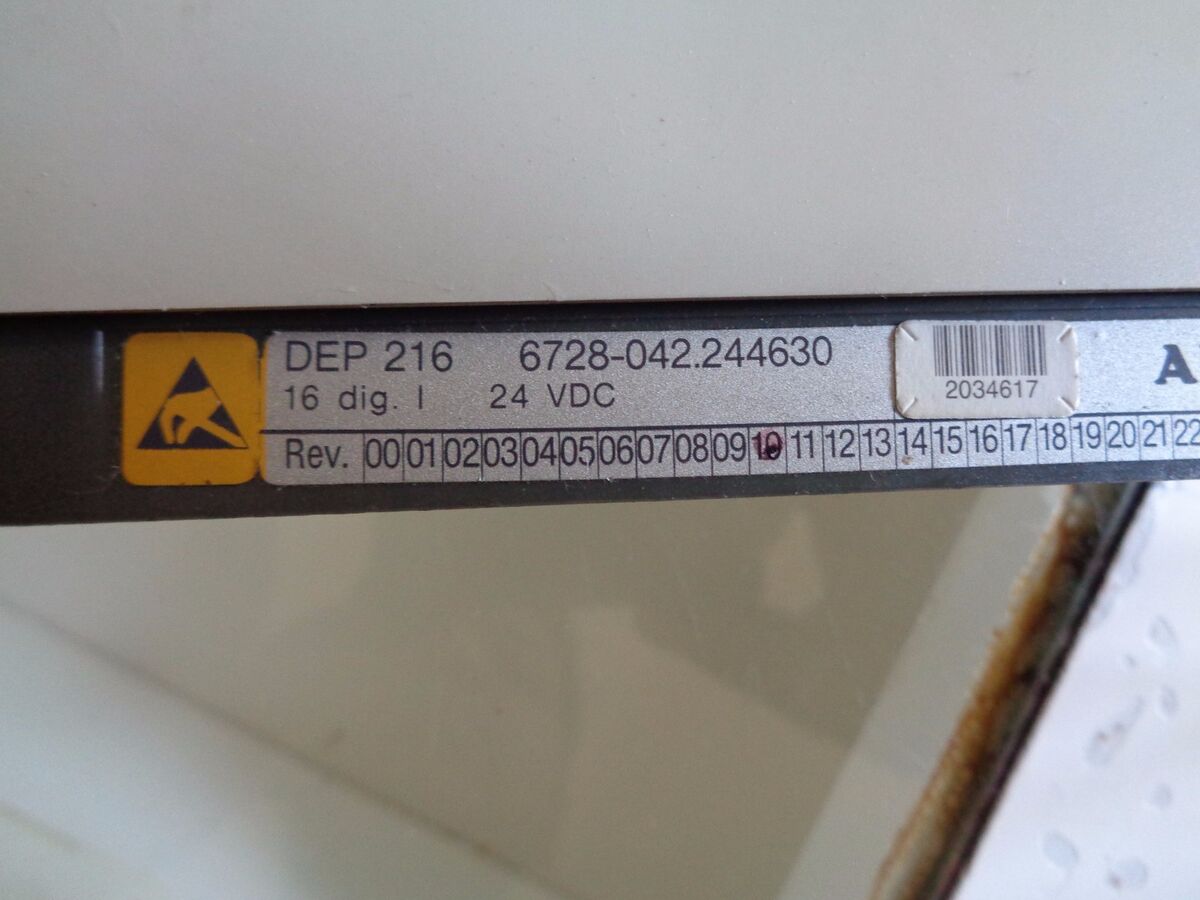 DEP 216 6728-042.244630
16 dig. I 24 VDC
2034617
A
Rev. 00 01 02 03 04 05 06 07 08 09 10 11 12 13 14 15 16 17 18 19 20 21 22